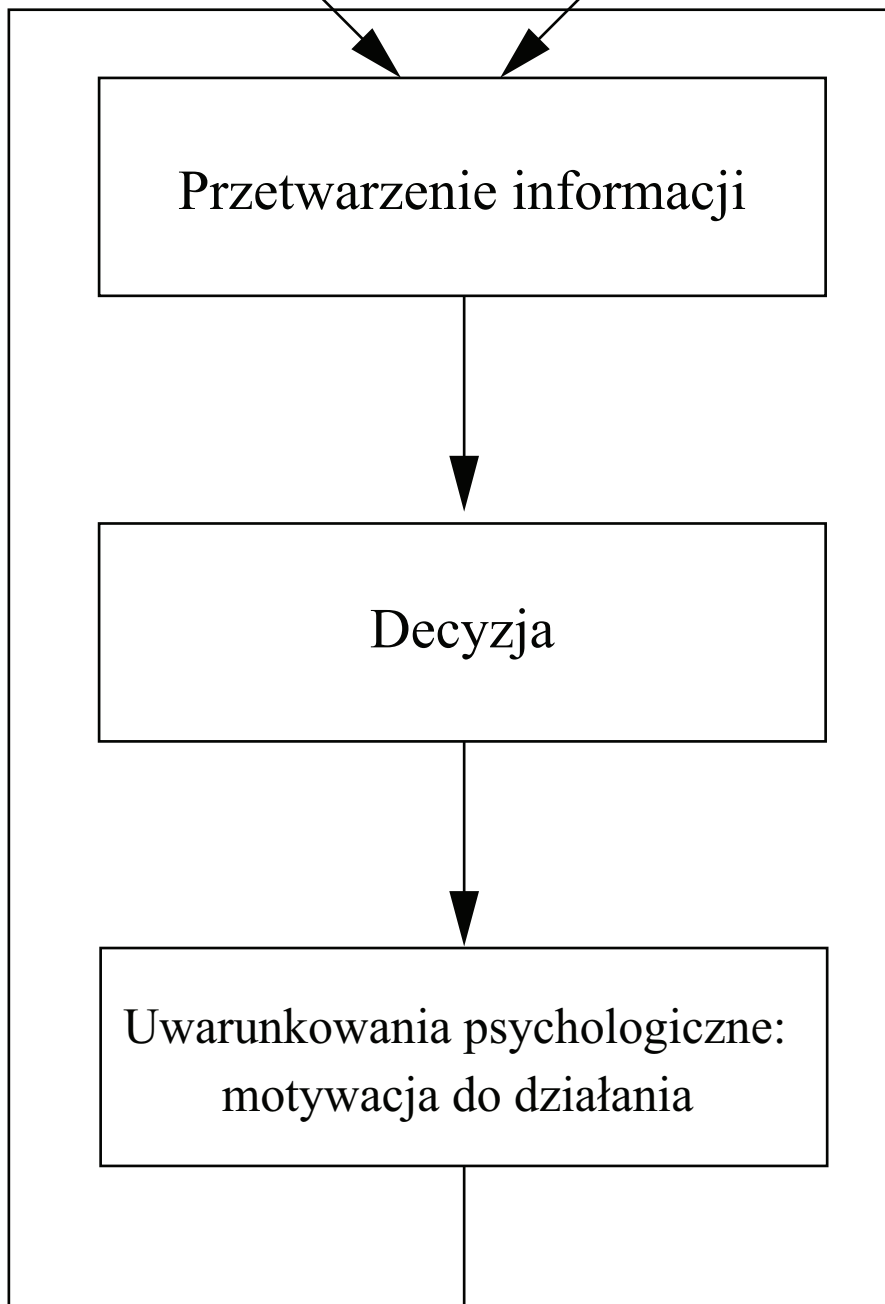 Przetwarzenie informacji
Decyzja
Uwarunkowania psychologiczne:
motywacja do działania